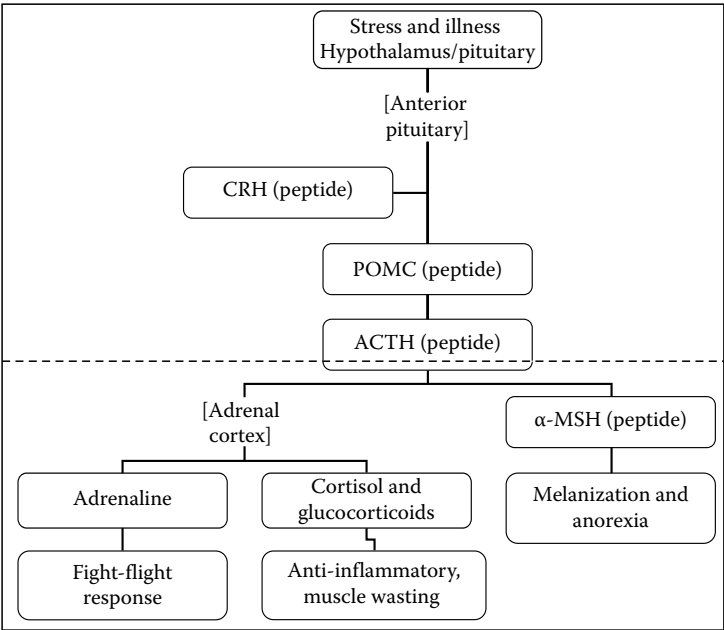 Stress and illness
Hypothalamus/pituitary
[Anterior
pituitary]
CRH (peptide)
POMC (peptide)
ACTH (peptide)
[Adrenal
cortex]
α-MSH (peptide)
Adrenaline
Cortisol and
glucocorticoids
Melanization and
anorexia
Fight-flight
response
Anti-inflammatory,
muscle wasting